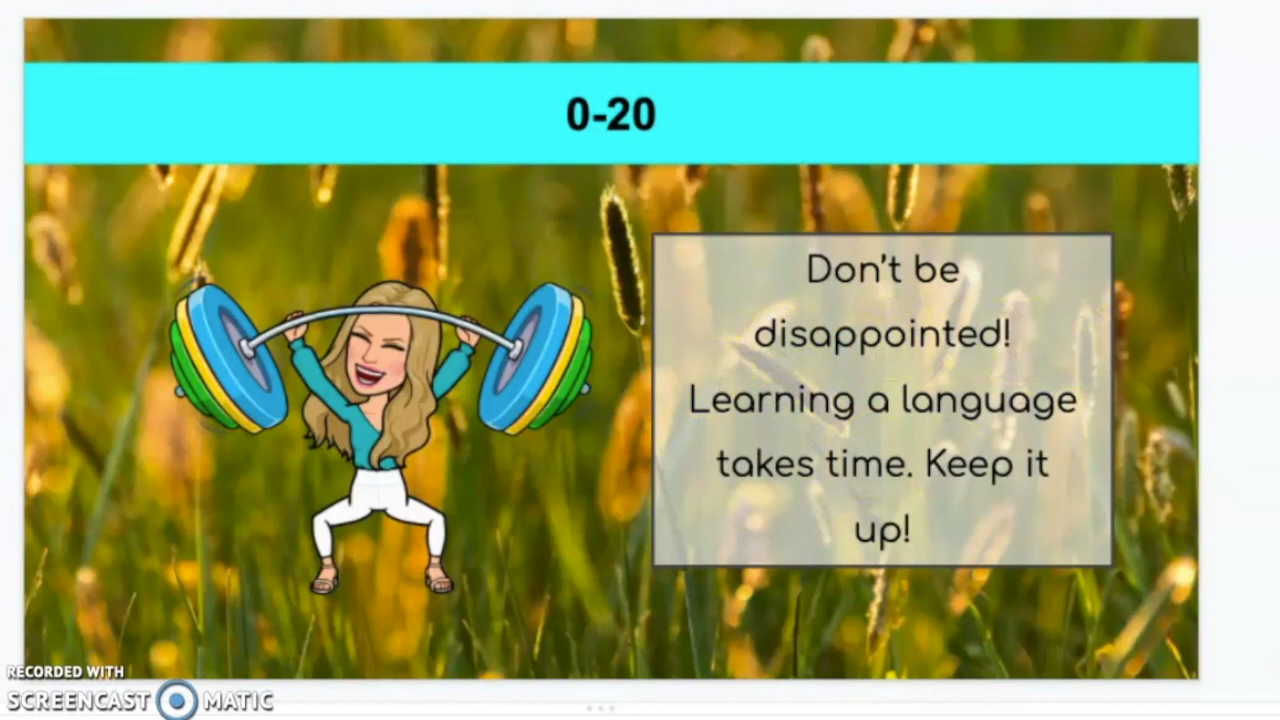 0-20
Don't be
disappointed!
Learning a language
takes time. Keep it
up!
RECORDED WITH
SCREENCAST MATIC